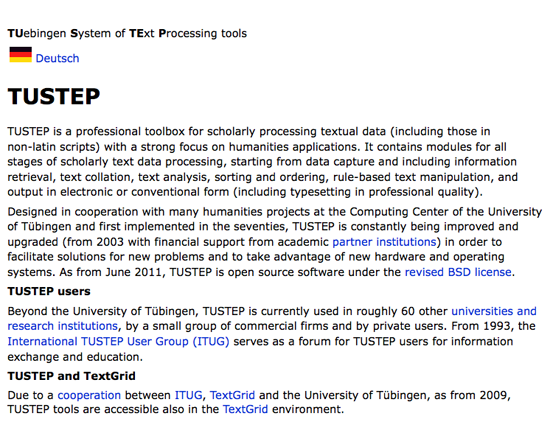 TUebingen System of TExt Processing tools
Deutsch
TUSTEP
TUSTEP is a professional toolbox for scholarly processing textual data (including those in
non-latin scripts) with a strong focus on humanities applications. It contains modules for all
stages of scholarly text data processing, starting from data capture and including information
retrieval, text collation, text analysis, sorting and ordering, rule-based text manipulation, and
output in electronic or conventional form (including typesetting in professional quality).
Designed in cooperation with many humanities projects at the Computing Center of the University
of Tübingen and first implemented in the seventies, TUSTEP is constantly being improved and
upgraded (from 2003 with financial support from academic partner institutions) in order to
facilitate solutions for new problems and to take advantage of new hardware and operating
systems. As from June 2011, TUSTEP is open source software under the revised BSD license.
TUSTEP users
Beyond the University of Tübingen, TUSTEP is currently used in roughly 60 other universities and
research institutions, by a small group of commercial firms and by private users. From 1993, the
International TUSTEP User Group (ITUG) serves as a forum for TUSTEP users for information
exchange and education.
TUSTEP and TextGrid
Due to a cooperation between ITUG, TextGrid and the University of Tübingen, as from 2009,
TUSTEP tools are accessible also in the TextGrid environment.